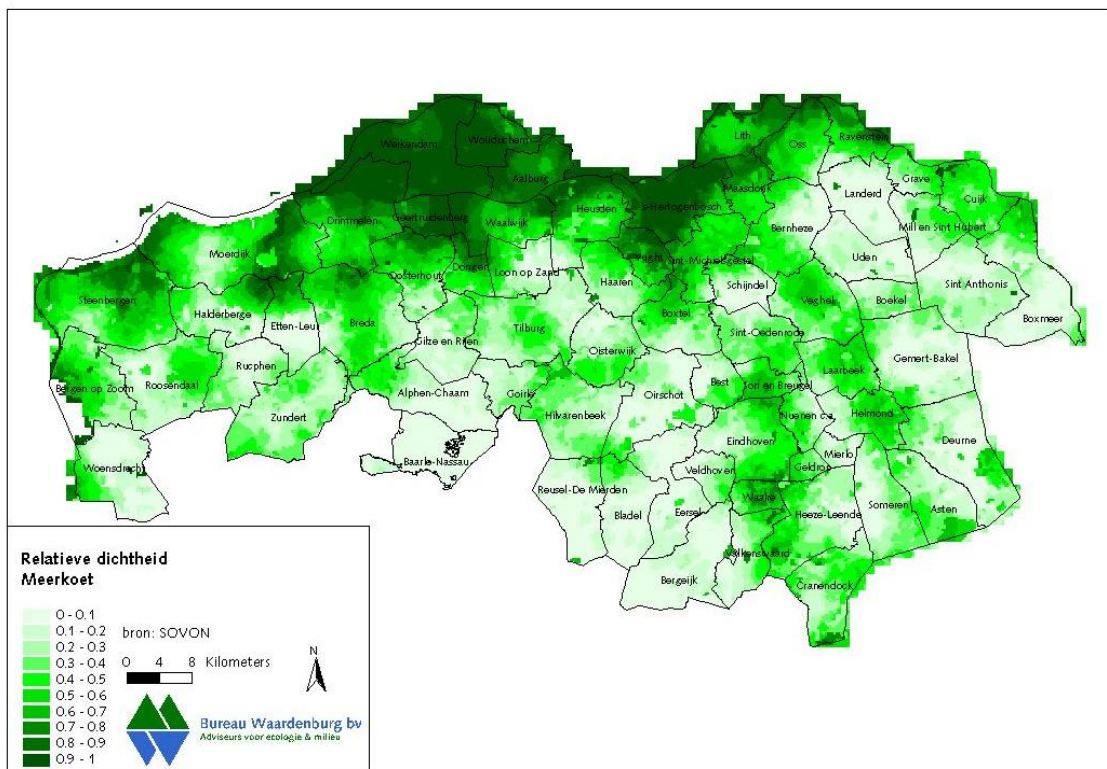 Werkendam
Woudrichem
Aalburg
Lith
Oss
Ravenstein
Drimmelen
Geertruidenberg
Waalwijk
Heusden
s-Hertogenbosch
Maasdonk
Landerd
Grave
Cuijk
Moerdijk
Oosterhout
Dongen
Loon op Zand
Vught
Sint-Michielsgestel
Bernheze
Mill en Sint Hubert
Uden
Steenbergen
Halderberge
Etten-Leur
Breda
Gilze en Rijen
Tilburg
Haaren
Boxtel
Schijndel
Veghel
Boekel
Sint Anthonis
Boxmeer
Sint-Oedenrode
Oisterwijk
Gemert-Bakel
Bergen op Zoom
Roosendaal
Rucphen
Zundert
Alphen-Chaam
Goirle
Hilvarenbeek
Oirschot
Best
Son en Breugel
Laarbeek
Nuenen c.a.
Helmond
Deurne
Woensdrecht
Baarle-Nassau
Eindhoven
Mierlo
Veldhoven
Geldrop
Reusel-De Mierden
Bladel
Eersel
Waalre
Heeze-Leende
Someren
Asten
Valkenswaard
Bergeijk
Cranendock
Relatieve dichtheid
Meerkoet
0 - 0.1
0.1 - 0.2
0.2 - 0.3
0.3 - 0.4
0.4 - 0.5
0.5 - 0.6
0.6 - 0.7
0.7 - 0.8
0.8 - 0.9
0.9 - 1
bron: SOVON
0 4 8 Kilometers
N
Bureau Waardenburg bv
Adviseurs voor ecologie & milieu